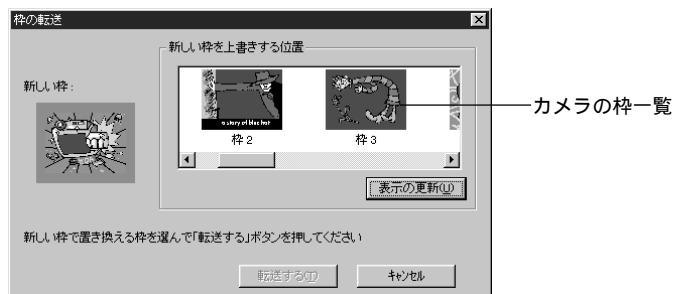 枠の転送
新しい枠を上書きする位置
新しい枠：
a story of blue hat
枠 2
枠 3
カメラの枠一覧
表示の更新(U)
新しい枠で置き換える枠を選んで「転送する」ボタンを押してください
転送する(T)
キャンセル